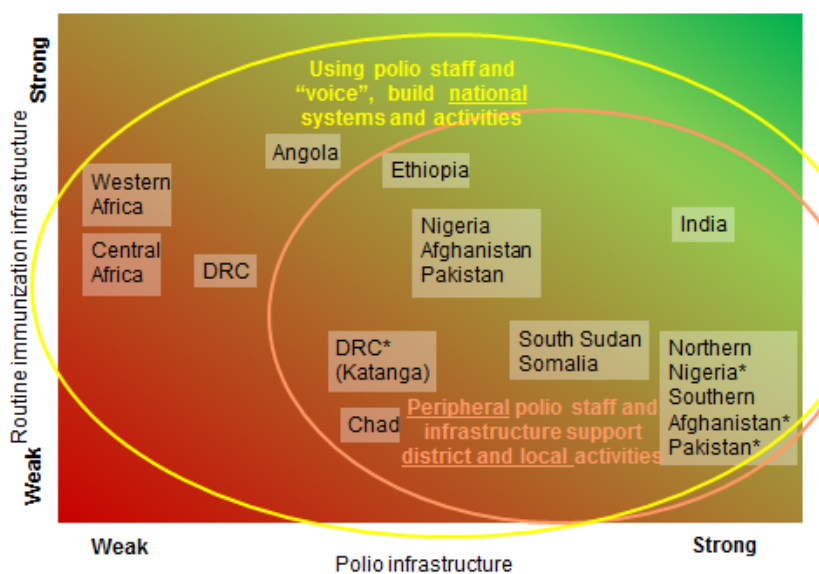 Strong
Routine immunization infrastructure
Weak
Using polio staff and
“voice”, build national
systems and activities
Angola
Ethiopia
Western
Africa
Central
Africa
DRC
Nigeria
Afghanistan
Pakistan
India
DRC*
(Katanga)
South Sudan
Somalia
Northern
Nigeria*
Southern
Afghanistan*
Pakistan*
Chad
Peripheral polio staff and
infrastructure support
district and local activities
Weak
Polio infrastructure
Strong